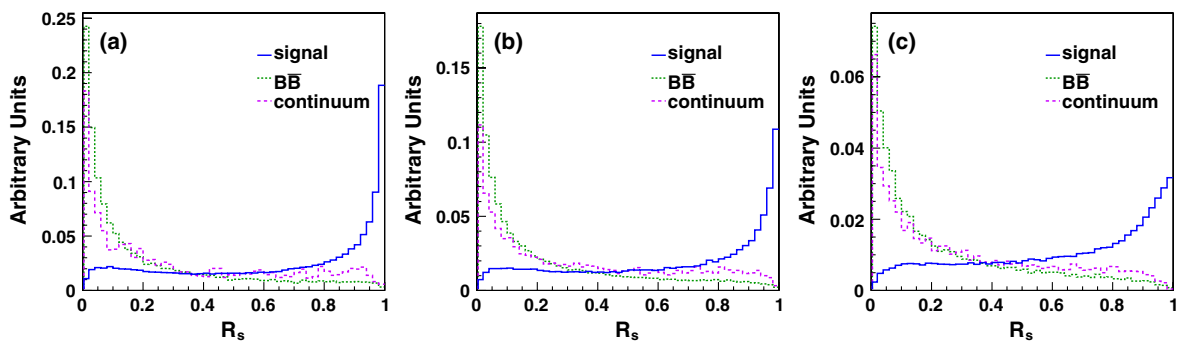 (a)
signal
BB̅
continuum
Arbitrary Units
0.25
0.2
0.15
0.1
0.05
0
0 0.2 0.4 0.6 0.8 1
Rs
(b)
signal
BB̅
continuum
Arbitrary Units
0.15
0.1
0.05
0
0 0.2 0.4 0.6 0.8 1
Rs
(c)
signal
BB̅
continuum
Arbitrary Units
0.06
0.04
0.02
0
0 0.2 0.4 0.6 0.8 1
Rs